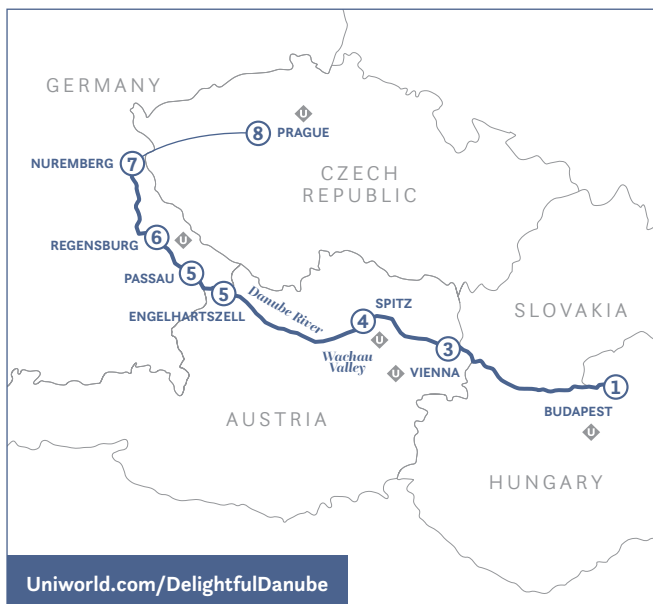 GERMANY
U
8
PRAGUE
NUREMBERG
7
CZECH
REPUBLIC
REGENSBURG
6
U
PASSAU
5
5
ENGELHARTSZELL
Danube River
SPITZ
4
SLOVAKIA
U
Wachau
Valley
3
U
VIENNA
1
BUDAPEST
U
AUSTRIA
HUNGARY
Uniworld.com/DelightfulDanube